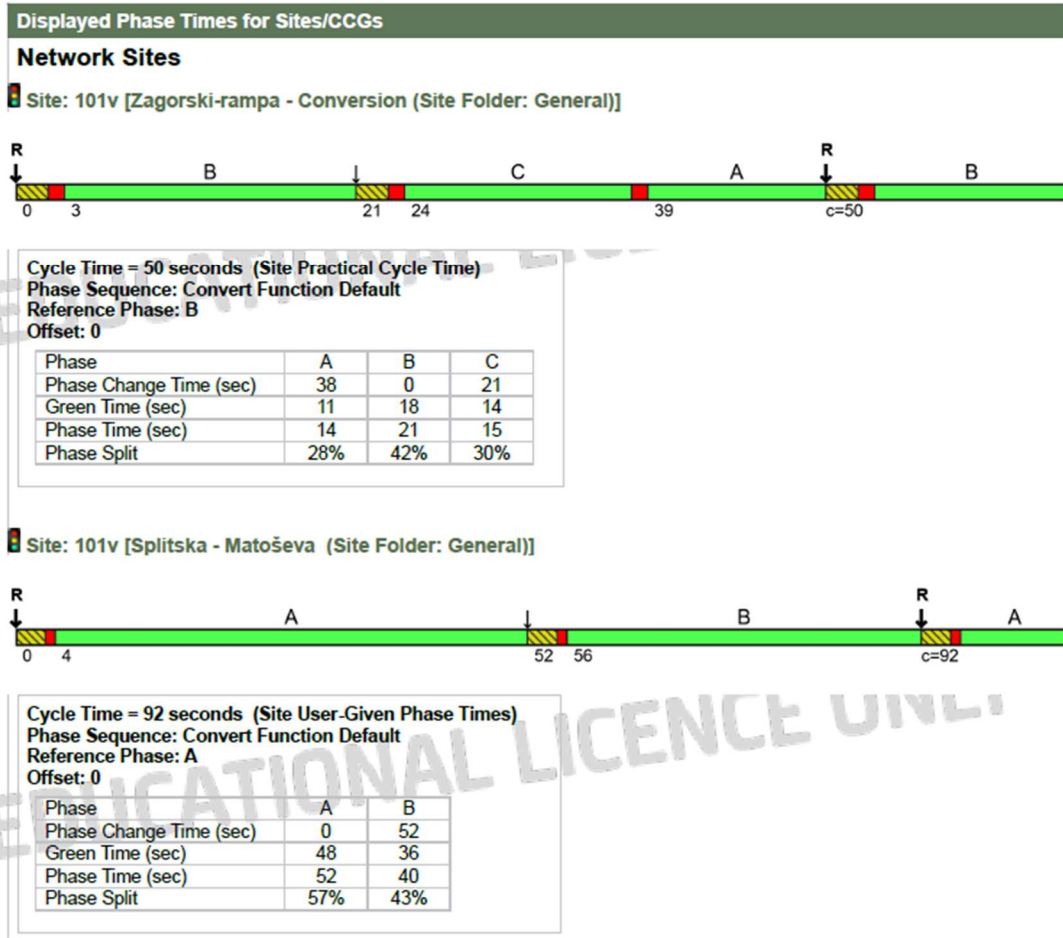 Displayed Phase Times for Sites/CCGs
Network Sites
Site: 101v [Zagorski-rampa - Conversion (Site Folder: General)]
R R
B C A B
0 3 21 24 39 c=50
Cycle Time = 50 seconds (Site Practical Cycle Time)
Phase Sequence: Convert Function Default
Reference Phase: B
Offset: 0
Phase A B C
Phase Change Time (sec) 38 0 21
Green Time (sec) 11 18 14
Phase Time (sec) 14 21 15
Phase Split 28% 42% 30%
EDUCATIONAL
Site: 101v [Splitska - Matoševa (Site Folder: General)]
R R
A B A
0 4 52 56 c=92
Cycle Time = 92 seconds (Site User-Given Phase Times)
Phase Sequence: Convert Function Default
Reference Phase: A
Offset: 0
Phase A B
Phase Change Time (sec) 0 52
Green Time (sec) 48 36
Phase Time (sec) 52 40
Phase Split 57% 43%
EDUCATIONAL LICENCE ONLY